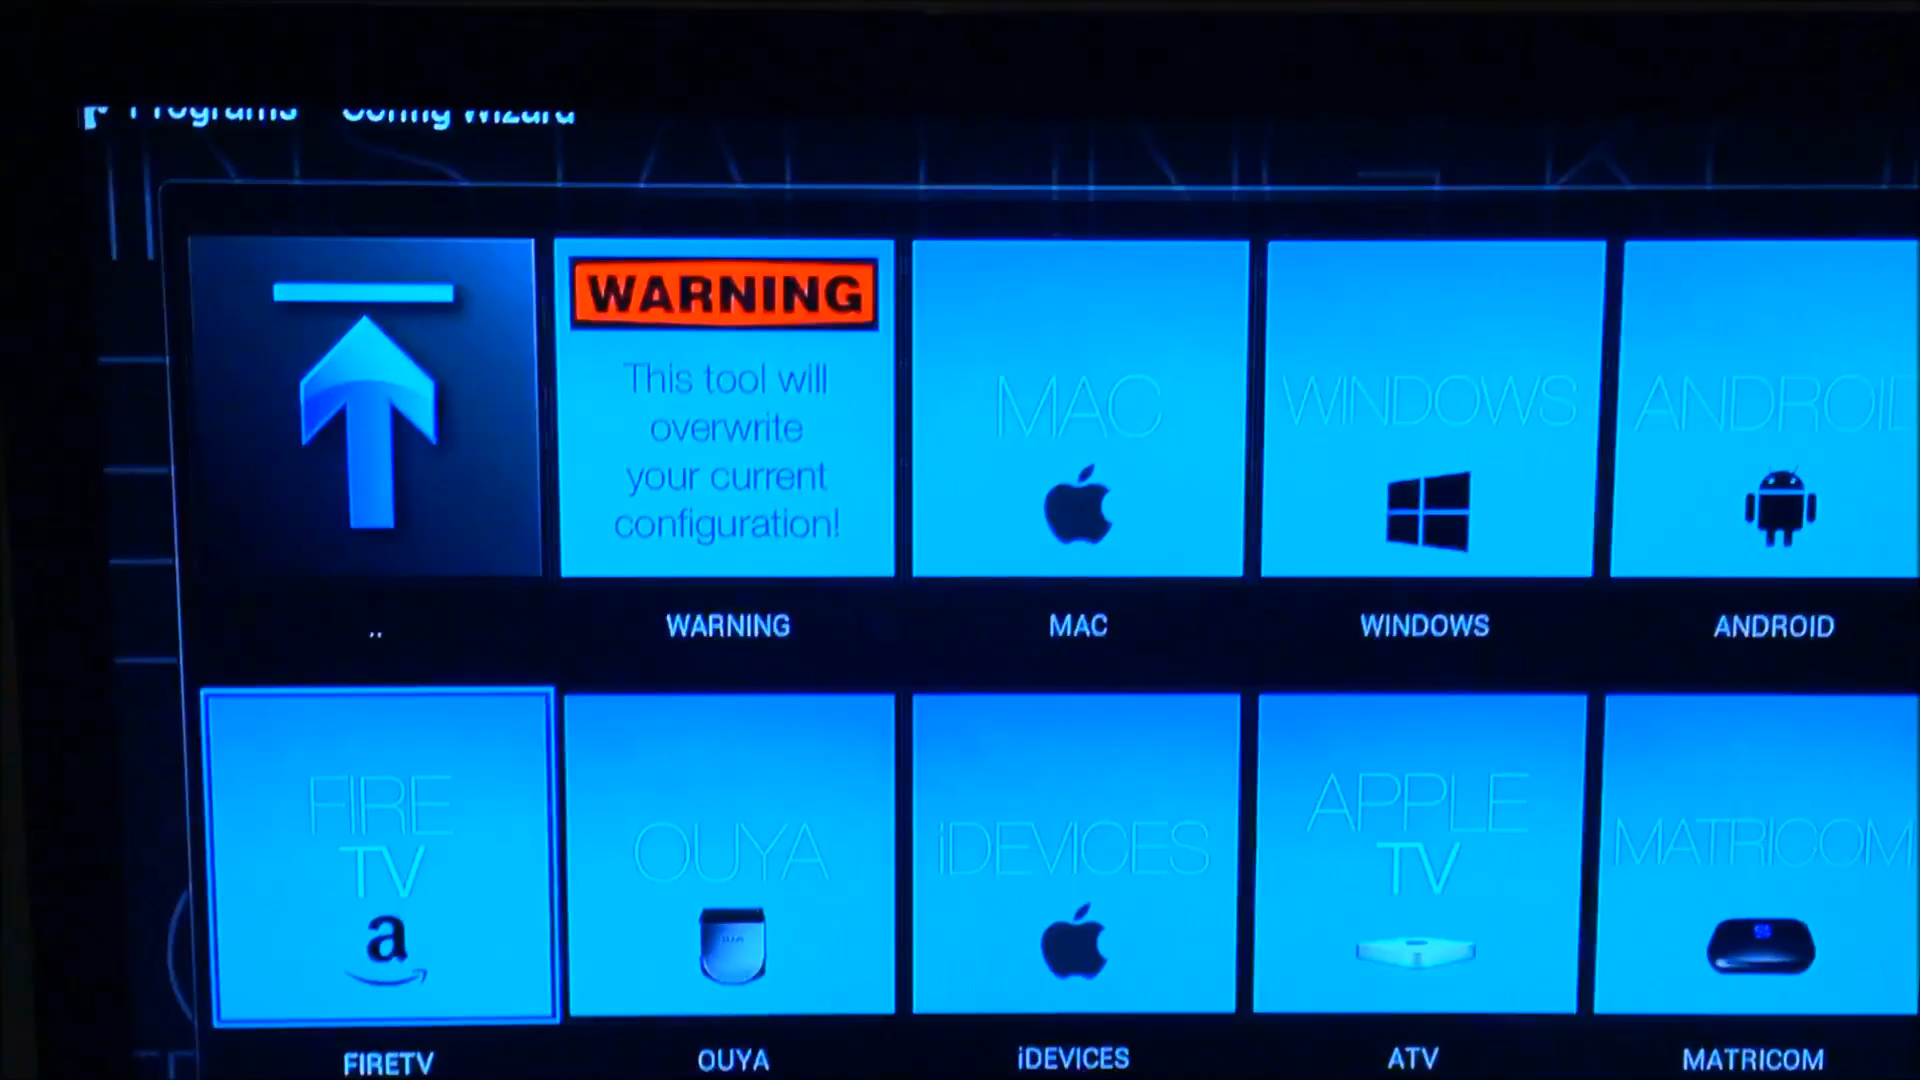 Programs Config Wizard
WARNING
This tool will
overwrite
your current
configuration!
MAC
WINDOWS
ANDROID
..
WARNING
MAC
WINDOWS
ANDROID
FIRE
TV
a
OUYA
iDEVICES
APPLE
TV
MATRICOM
FIRETV
OUYA
iDEVICES
ATV
MATRICOM